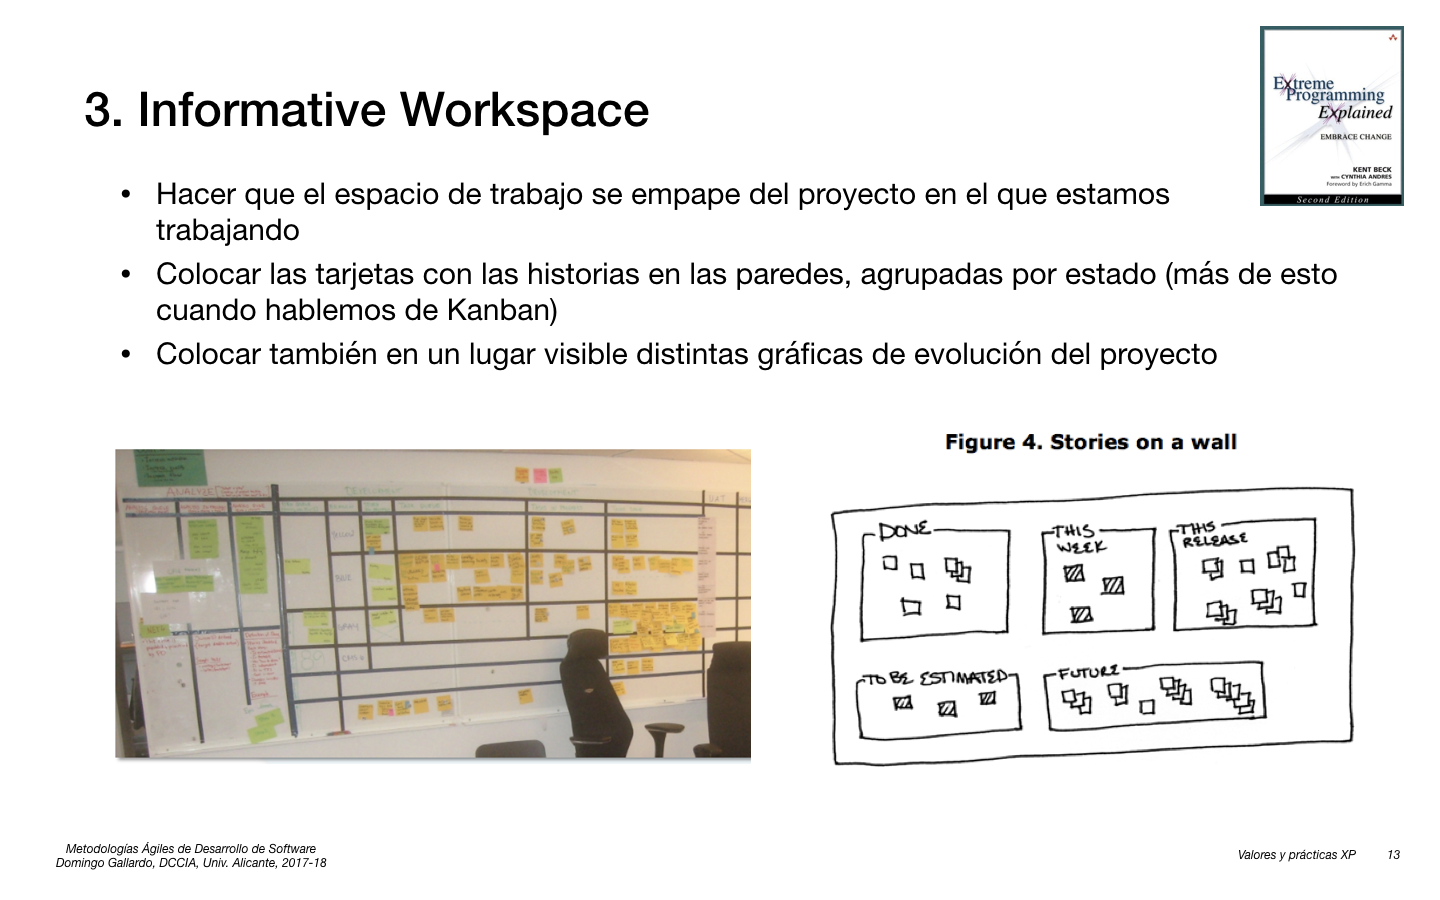 3. Informative Workspace
Extreme
Programming
Explained
EMBRACE CHANGE
KENT BECK
WITH CYNTHIA ANDRES
Foreword by Erich Gamma
Second Edition
• Hacer que el espacio de trabajo se empape del proyecto en el que estamos
trabajando
• Colocar las tarjetas con las historias en las paredes, agrupadas por estado (más de esto
cuando hablemos de Kanban)
• Colocar también en un lugar visible distintas gráficas de evolución del proyecto
ANALYZE
DEVELOPMENT
DEVELOPMENT
Figure 4. Stories on a wall
DONE
THIS
WEEK
THIS
RELEASE
TO BE ESTIMATED
FUTURE
Metodologías Ágiles de Desarrollo de Software
Domingo Gallardo, DCCIA, Univ. Alicante, 2017-18
Valores y prácticas XP 13